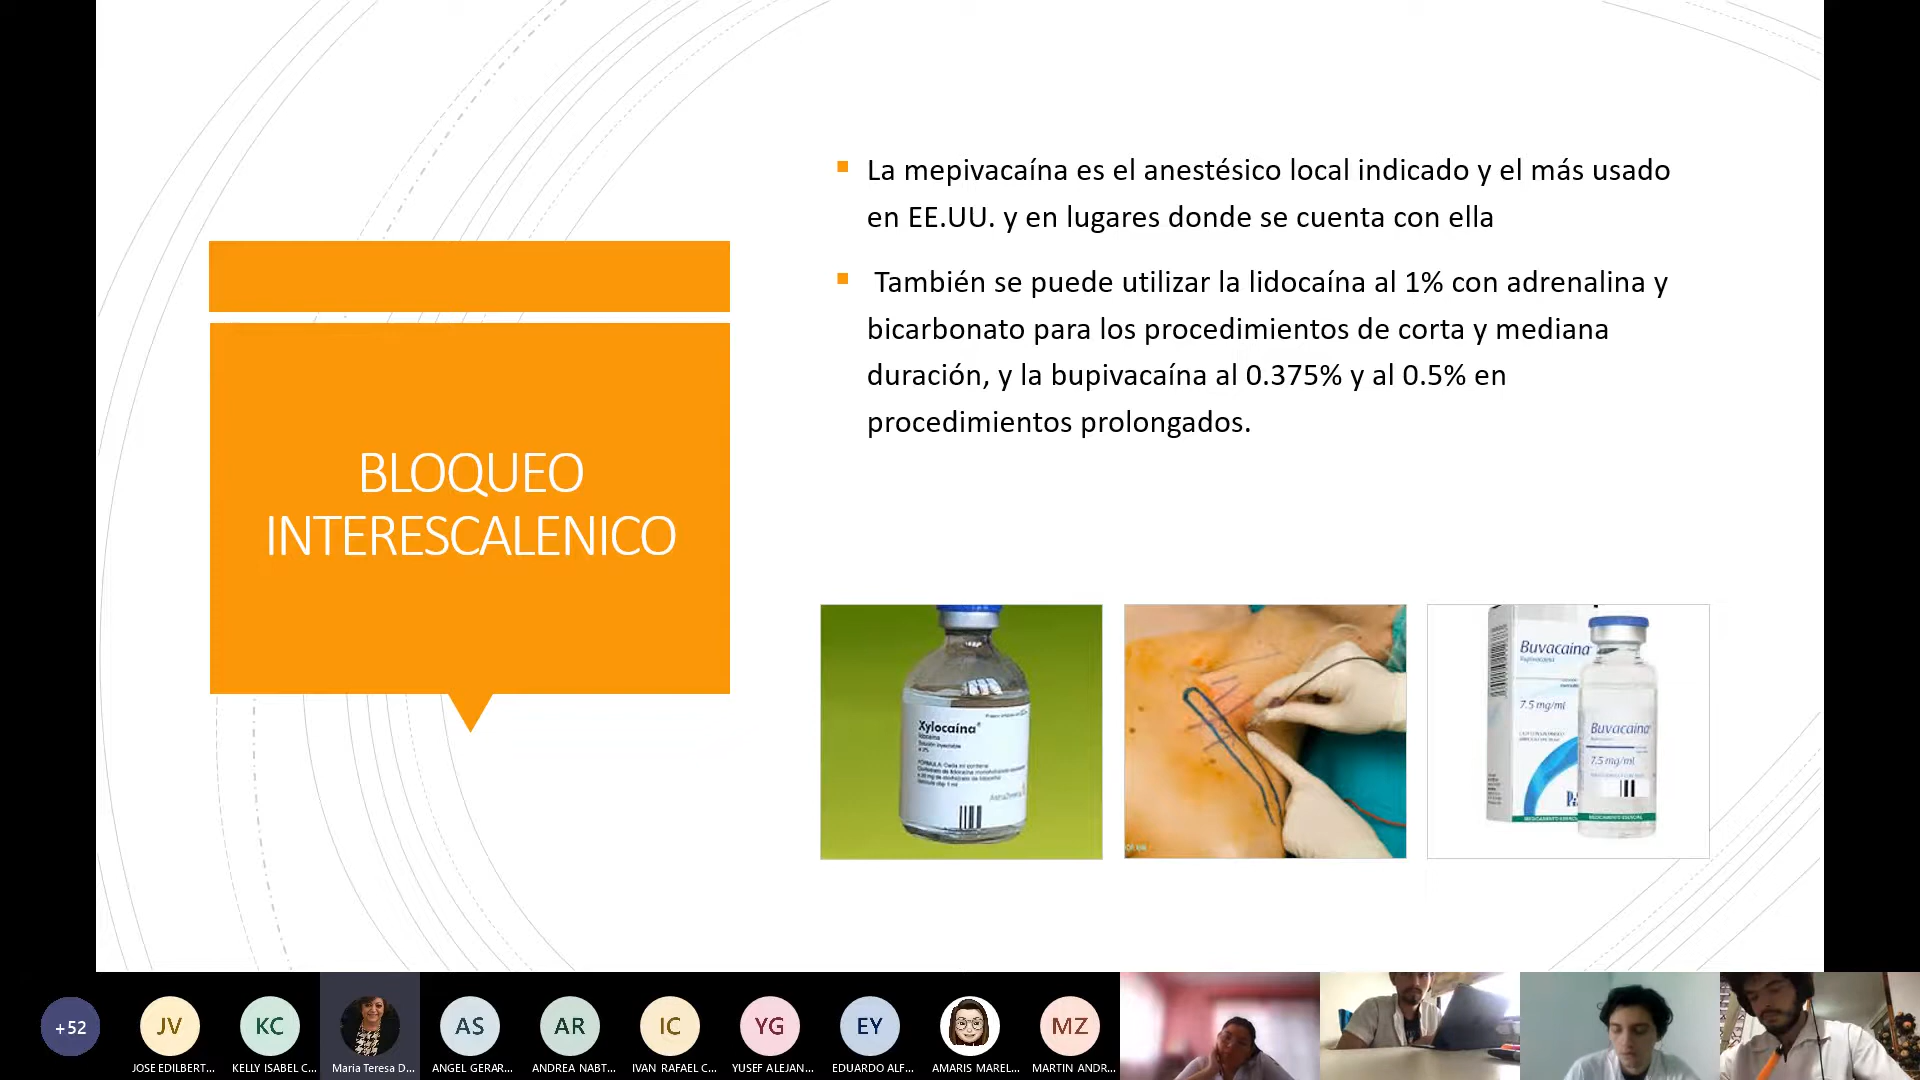 La mepivacaína es el anestésico local indicado y el más usado
en EE.UU. y en lugares donde se cuenta con ella
También se puede utilizar la lidocaína al 1% con adrenalina y
bicarbonato para los procedimientos de corta y mediana
duración, y la bupivacaína al 0.375% y al 0.5% en
procedimientos prolongados.
BLOQUEO
INTERESCALENICO
Xylocaína
Buvacaina
7.5 mg/ml
Buvacaina
7.5 mg/ml
+52
JV
KC
AS
AR
IC
YG
EY
MZ
JOSE EDILBERT...
KELLY ISABEL C...
Maria Teresa D...
ANGEL GERAR...
ANDREA NABT...
IVAN RAFAEL C...
YUSEF ALEJAN...
EDUARDO ALF...
AMARIS MAREL...
MARTIN ANDR...